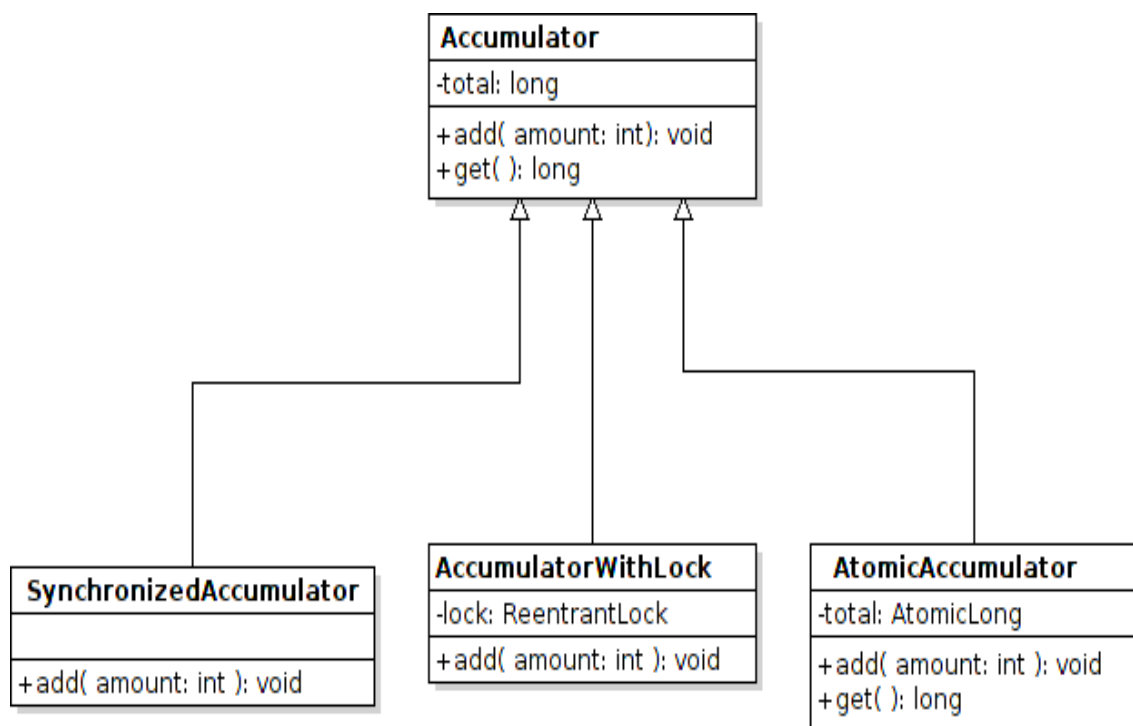 Accumulator
-total: long
+add( amount: int): void
+get( ): long
SynchronizedAccumulator
+add( amount: int ): void
AccumulatorWithLock
-lock: ReentrantLock
+add( amount: int ): void
AtomicAccumulator
-total: AtomicLong
+add( amount: int ): void
+get( ): long